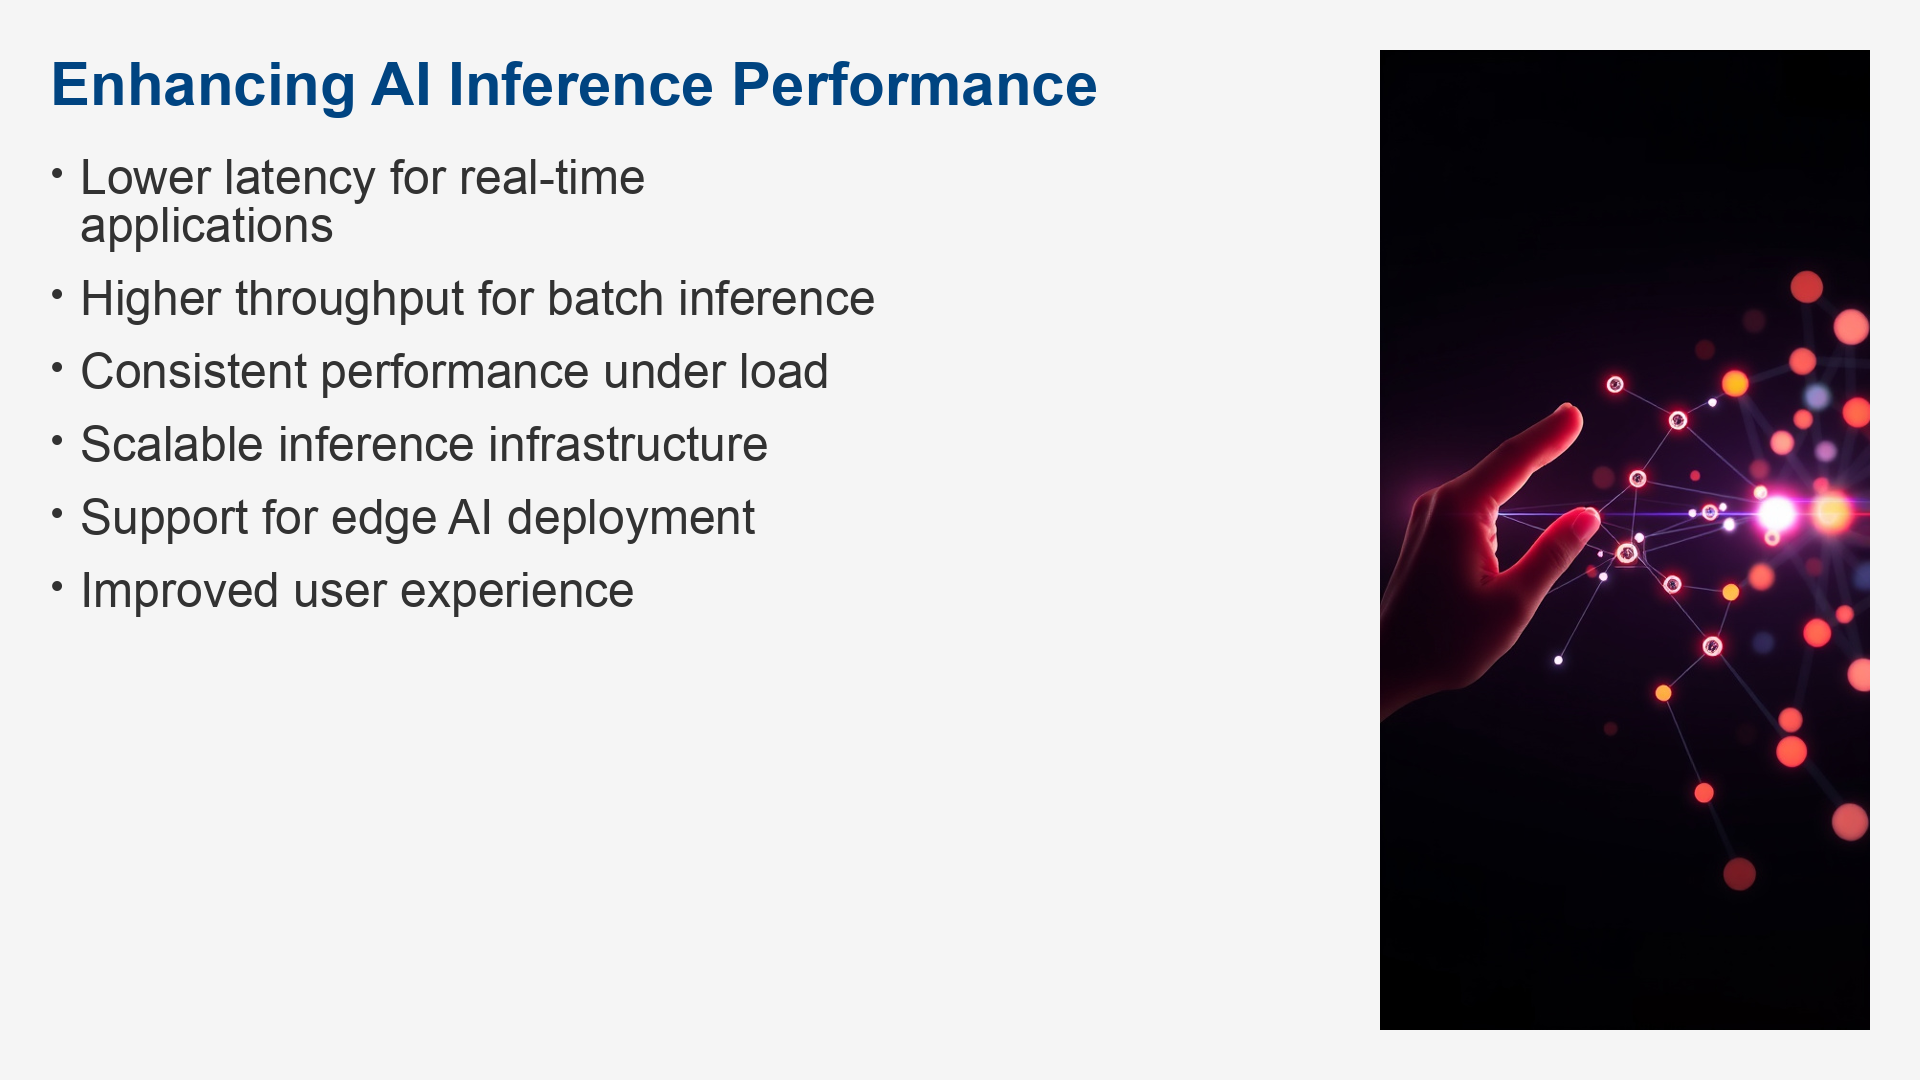 Enhancing AI Inference Performance
• Lower latency for real-time
applications
• Higher throughput for batch inference
• Consistent performance under load
• Scalable inference infrastructure
• Support for edge AI deployment
• Improved user experience